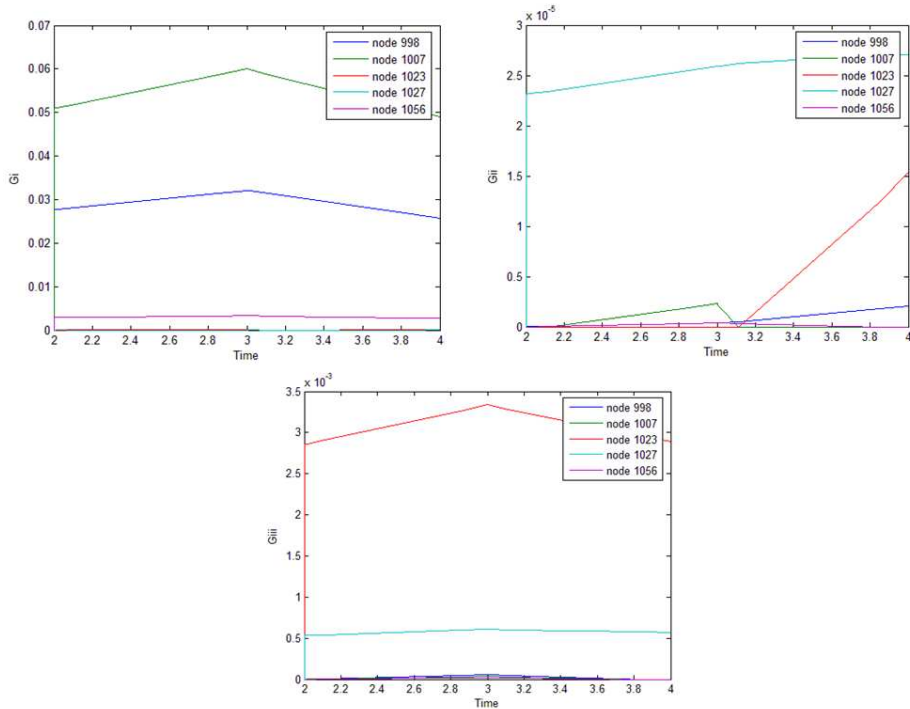 0.07
0.06
0.05
0.04
0.03
0.02
0.01
0
Gi
2 2.2 2.4 2.6 2.8 3 3.2 3.4 3.6 3.8 4
Time
node 998
node 1007
node 1023
node 1027
node 1056
x 10^-5
3
2.5
2
1.5
1
0.5
0
Gii
2 2.2 2.4 2.6 2.8 3 3.2 3.4 3.6 3.8 4
Time
node 998
node 1007
node 1023
node 1027
node 1056
x 10^-3
3.5
3
2.5
2
1.5
1
0.5
0
Giii
2 2.2 2.4 2.6 2.8 3 3.2 3.4 3.6 3.8 4
Time
node 998
node 1007
node 1023
node 1027
node 1056